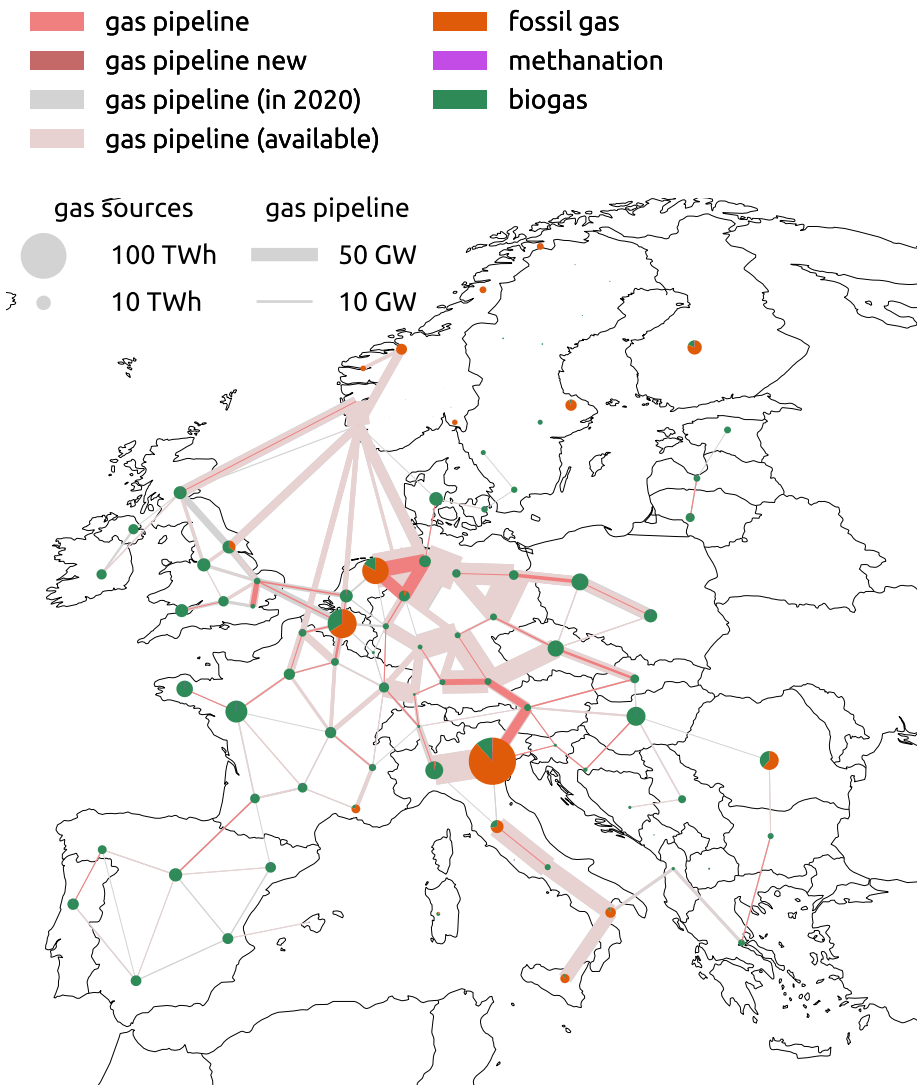 gas pipeline
gas pipeline new
gas pipeline (in 2020)
gas pipeline (available)
fossil gas
methanation
biogas
gas sources
100 TWh
10 TWh
gas pipeline
50 GW
10 GW